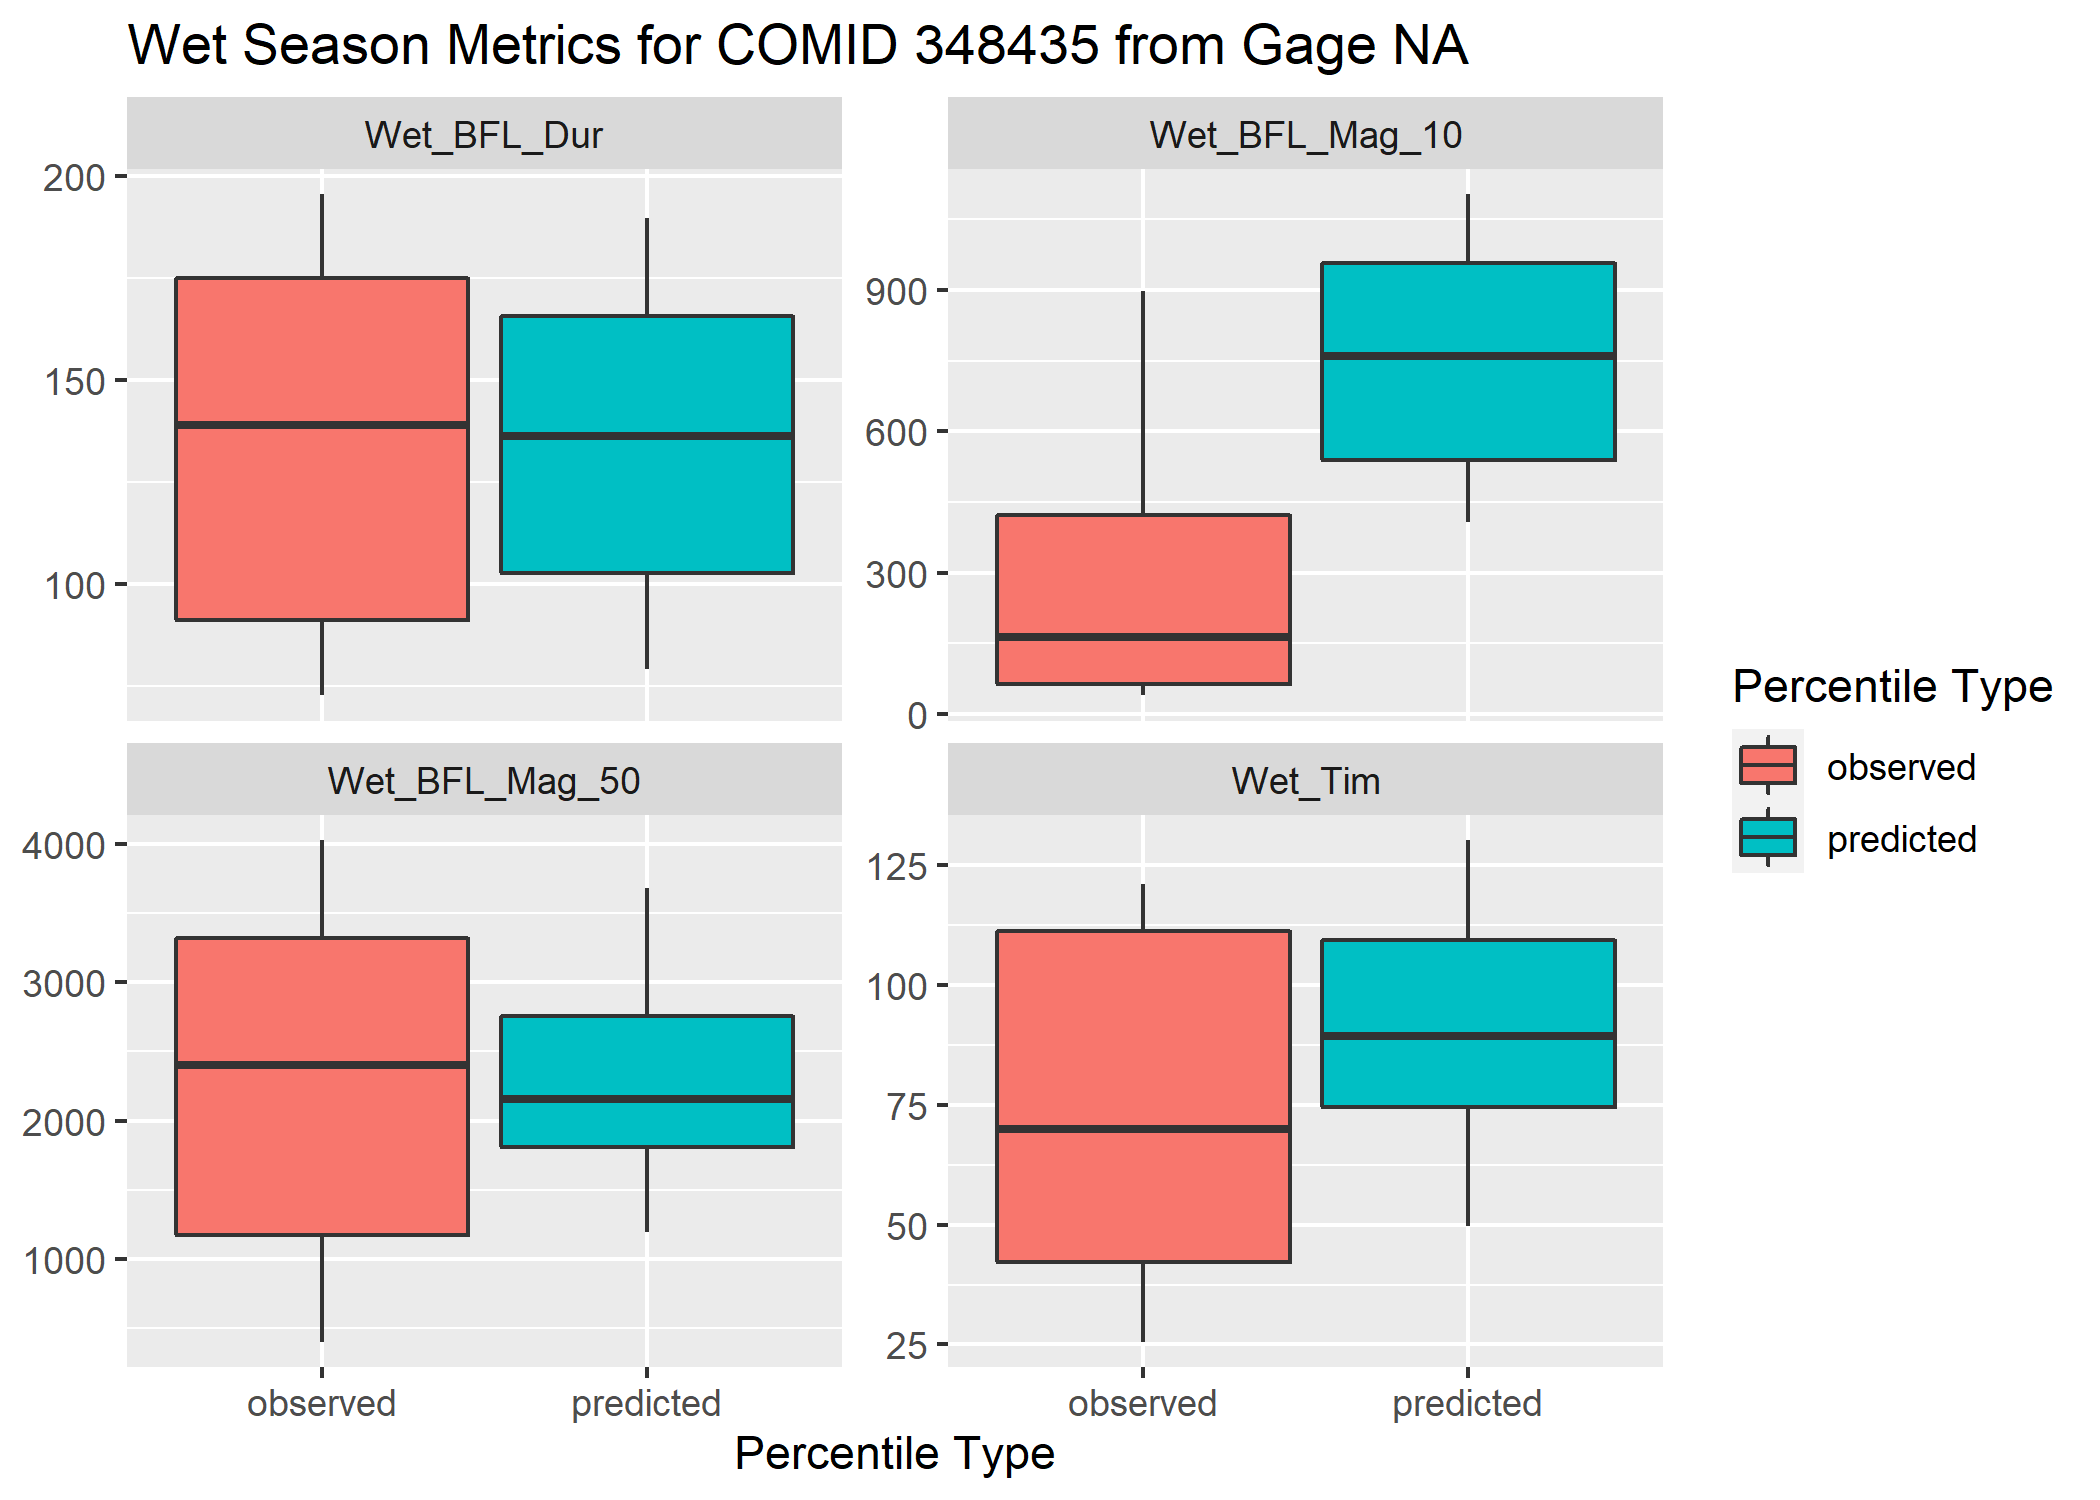 Wet Season Metrics for COMID 348435 from Gage NA
Wet_BFL_Dur
Wet_BFL_Mag_10
200
150
100
900
600
300
0
Wet_BFL_Mag_50
Wet_Tim
4000
3000
2000
1000
125
100
75
50
25
observed
predicted
observed
predicted
Percentile Type
Percentile Type
observed
predicted